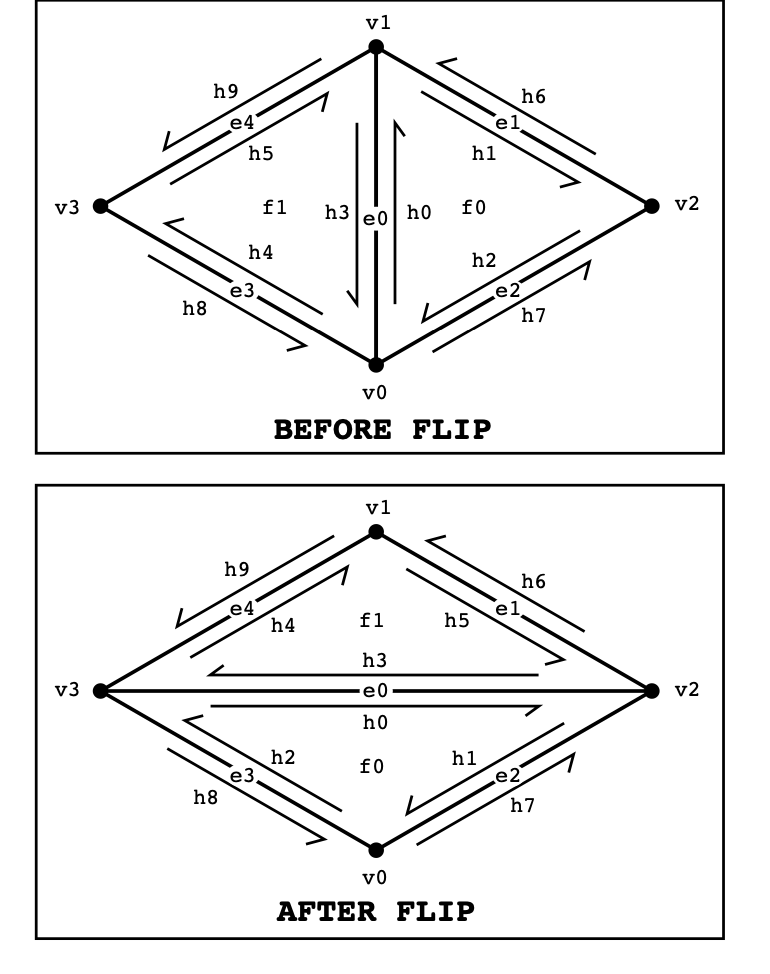 v1
h9 h6
e4 e1
h5 h1
v3 f1 h3 e0 h0 f0 v2
h4 h2
e3 e2
h8 h7
v0
BEFORE FLIP
v1
h9 h6
e4 e1
h4 f1 h5
h3
v3 e0 v2
h0
h2 f0 h1
e3 e2
h8 h7
v0
AFTER FLIP